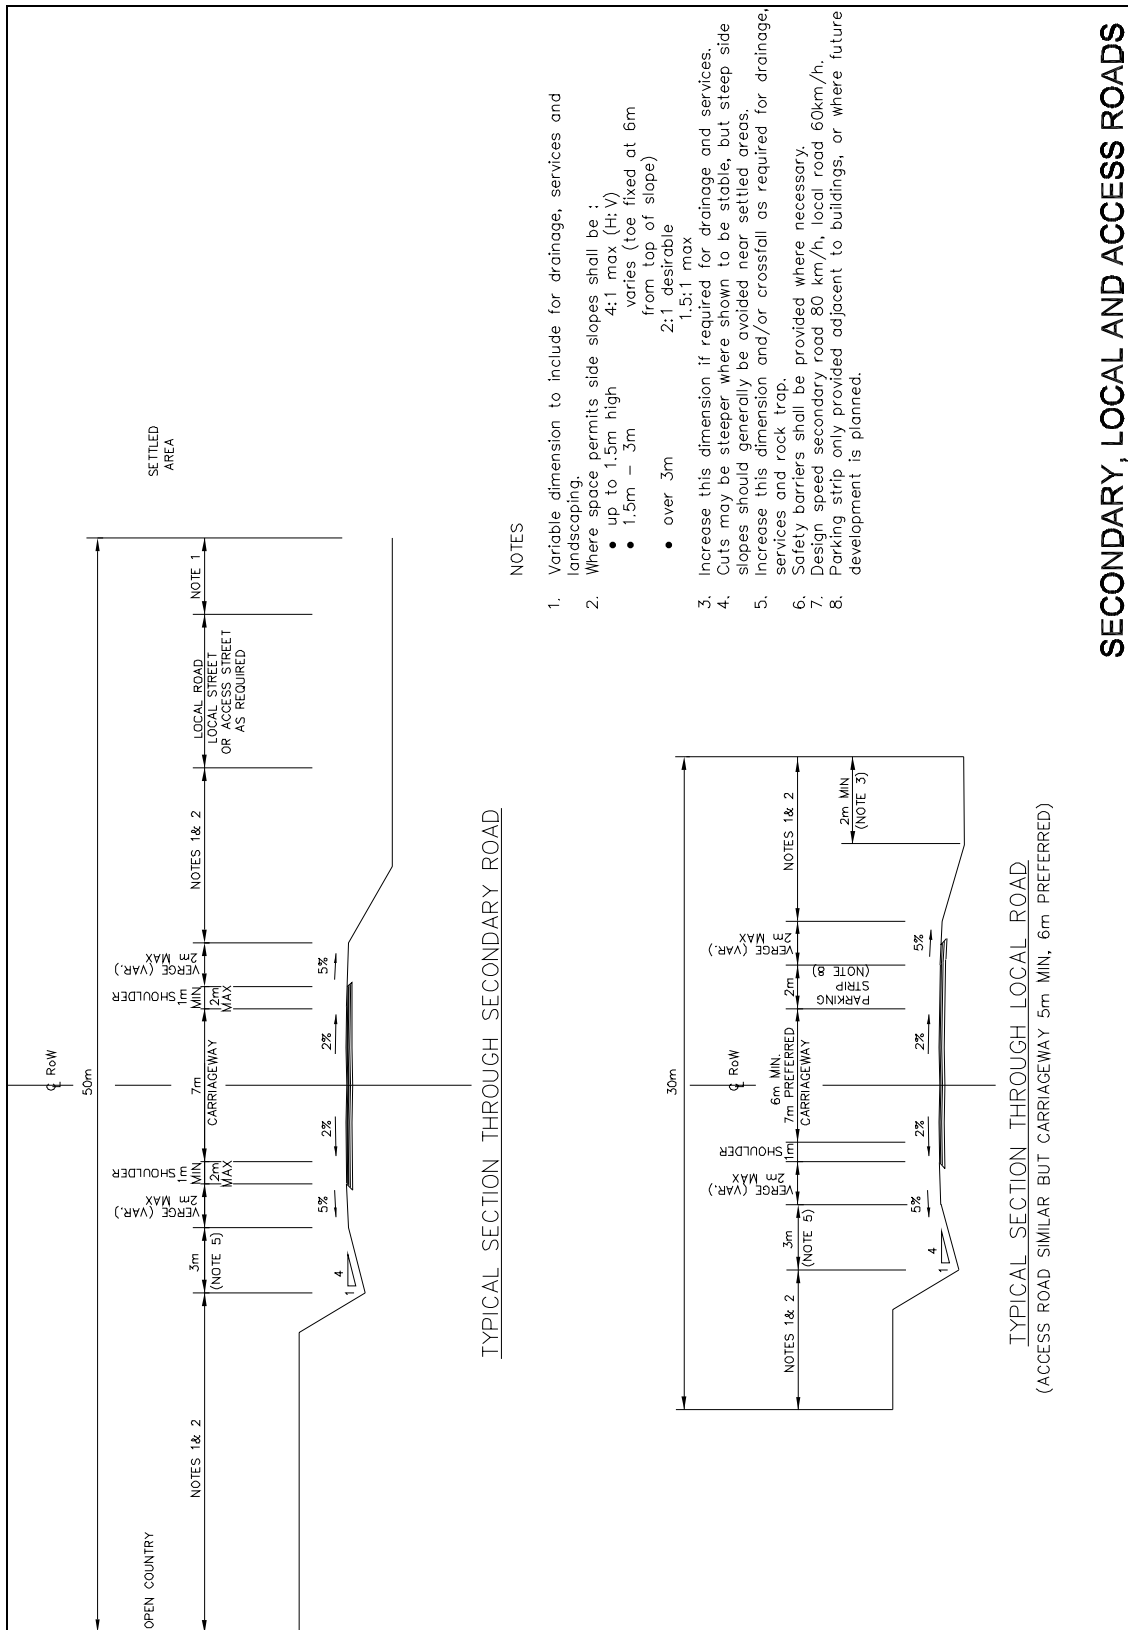 OPEN COUNTRY
SETTLED
AREA
℄ RoW
50m
NOTES 1& 2
3m
(NOTE 5)
VERGE (VAR.)
2m MAX
SHOULDER
1m
MIN
2m
MAX
7m
CARRIAGEWAY
SHOULDER
1m
MIN
2m
MAX
VERGE (VAR.)
2m MAX
NOTES 1& 2
LOCAL ROAD
LOCAL STREET
OR ACCESS STREET
AS REQUIRED
NOTE 1
1
4
5%
2%
2%
5%
TYPICAL SECTION THROUGH SECONDARY ROAD
NOTES
1. Variable dimension to include for drainage, services and
landscaping.
2. Where space permits side slopes shall be :
• up to 1.5m high 4:1 max (H:V)
• 1.5m – 3m varies (toe fixed at 6m
from top of slope)
• over 3m 2:1 desirable
1.5:1 max
3. Increase this dimension if required for drainage and services.
4. Cuts may be steeper where shown to be stable, but steep side
slopes should generally be avoided near settled areas.
5. Increase this dimension and/or crossfall as required for drainage,
services and rock trap.
6. Safety barriers shall be provided where necessary.
7. Design speed secondary road 80 km/h, local road 60km/h.
8. Parking strip only provided adjacent to buildings, or where future
development is planned.
30m
℄ RoW
NOTES 1& 2
3m
(NOTE 5)
VERGE (VAR.)
2m MAX
SHOULDER
1m
6m MIN.
7m PREFERRED
CARRIAGEWAY
2m
PARKING
STRIP
(NOTE 8)
VERGE (VAR.)
2m MAX
NOTES 1& 2
2m MIN
(NOTE 3)
1
4
5%
2%
2%
5%
TYPICAL SECTION THROUGH LOCAL ROAD
(ACCESS ROAD SIMILAR BUT CARRIAGEWAY 5m MIN, 6m PREFERRED)
SECONDARY, LOCAL AND ACCESS ROADS